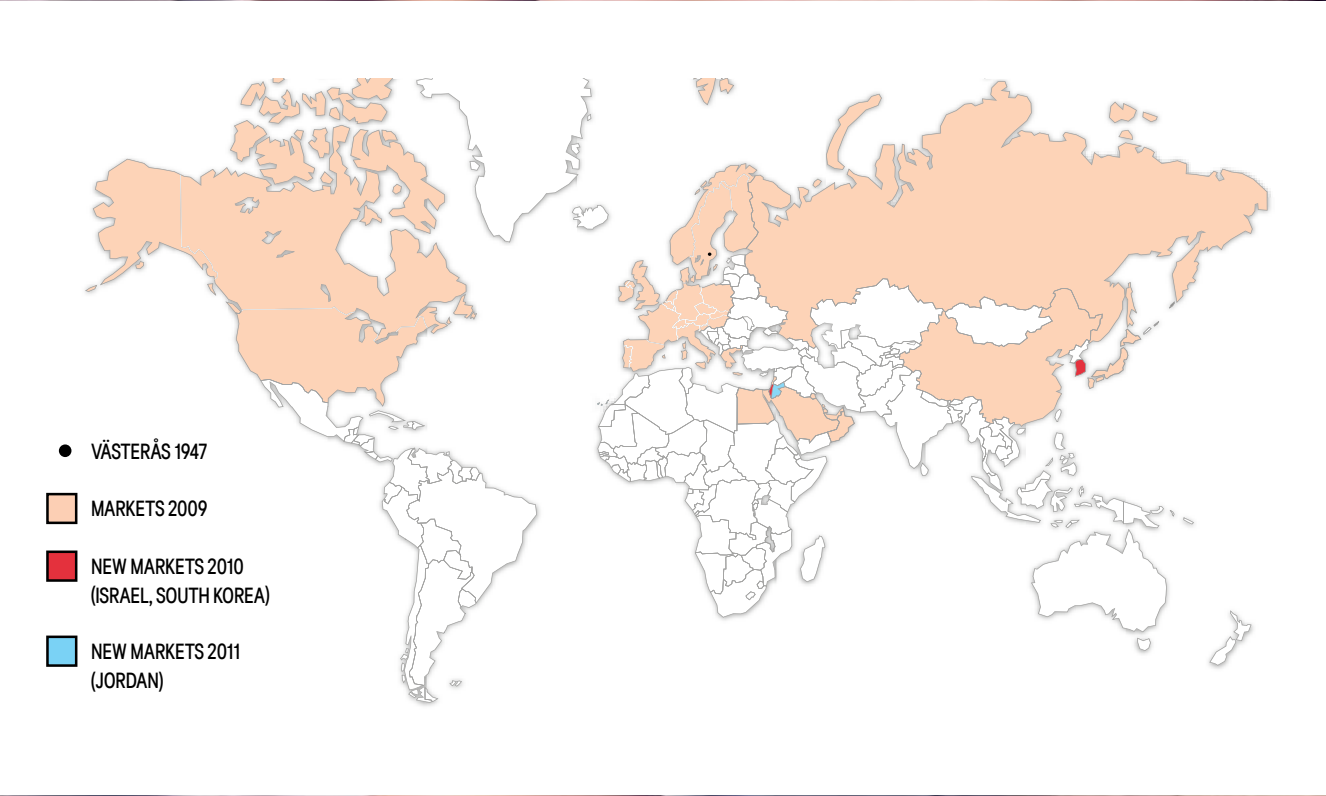 VÄSTERÅS 1947
MARKETS 2009
NEW MARKETS 2010
(ISRAEL, SOUTH KOREA)
NEW MARKETS 2011
(JORDAN)